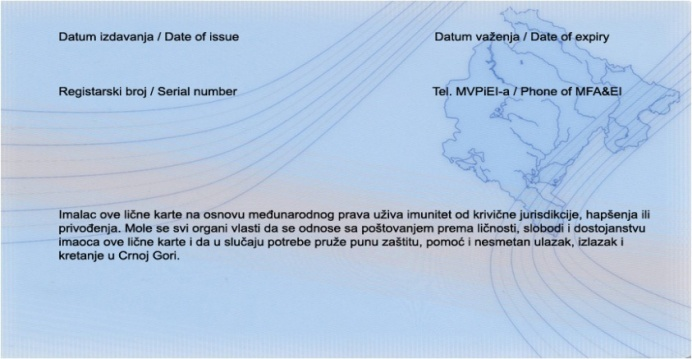 Datum izdavanja / Date of issue
Datum važenja / Date of expiry
Registarski broj / Serial number
Tel. MVPiEI-a / Phone of MFA&EI
Imalac ove lične karte na osnovu međunarodnog prava uživa imunitet od krivične jurisdikcije, hapšenja ili
privođenja. Mole se svi organi vlasti da se odnose sa poštovanjem prema ličnosti, slobodi i dostojanstvu
imaoca ove lične karte i da u slučaju potrebe pruže punu zaštitu, pomoć i nesmetan ulazak, izlazak i
kretanje u Crnoj Gori.